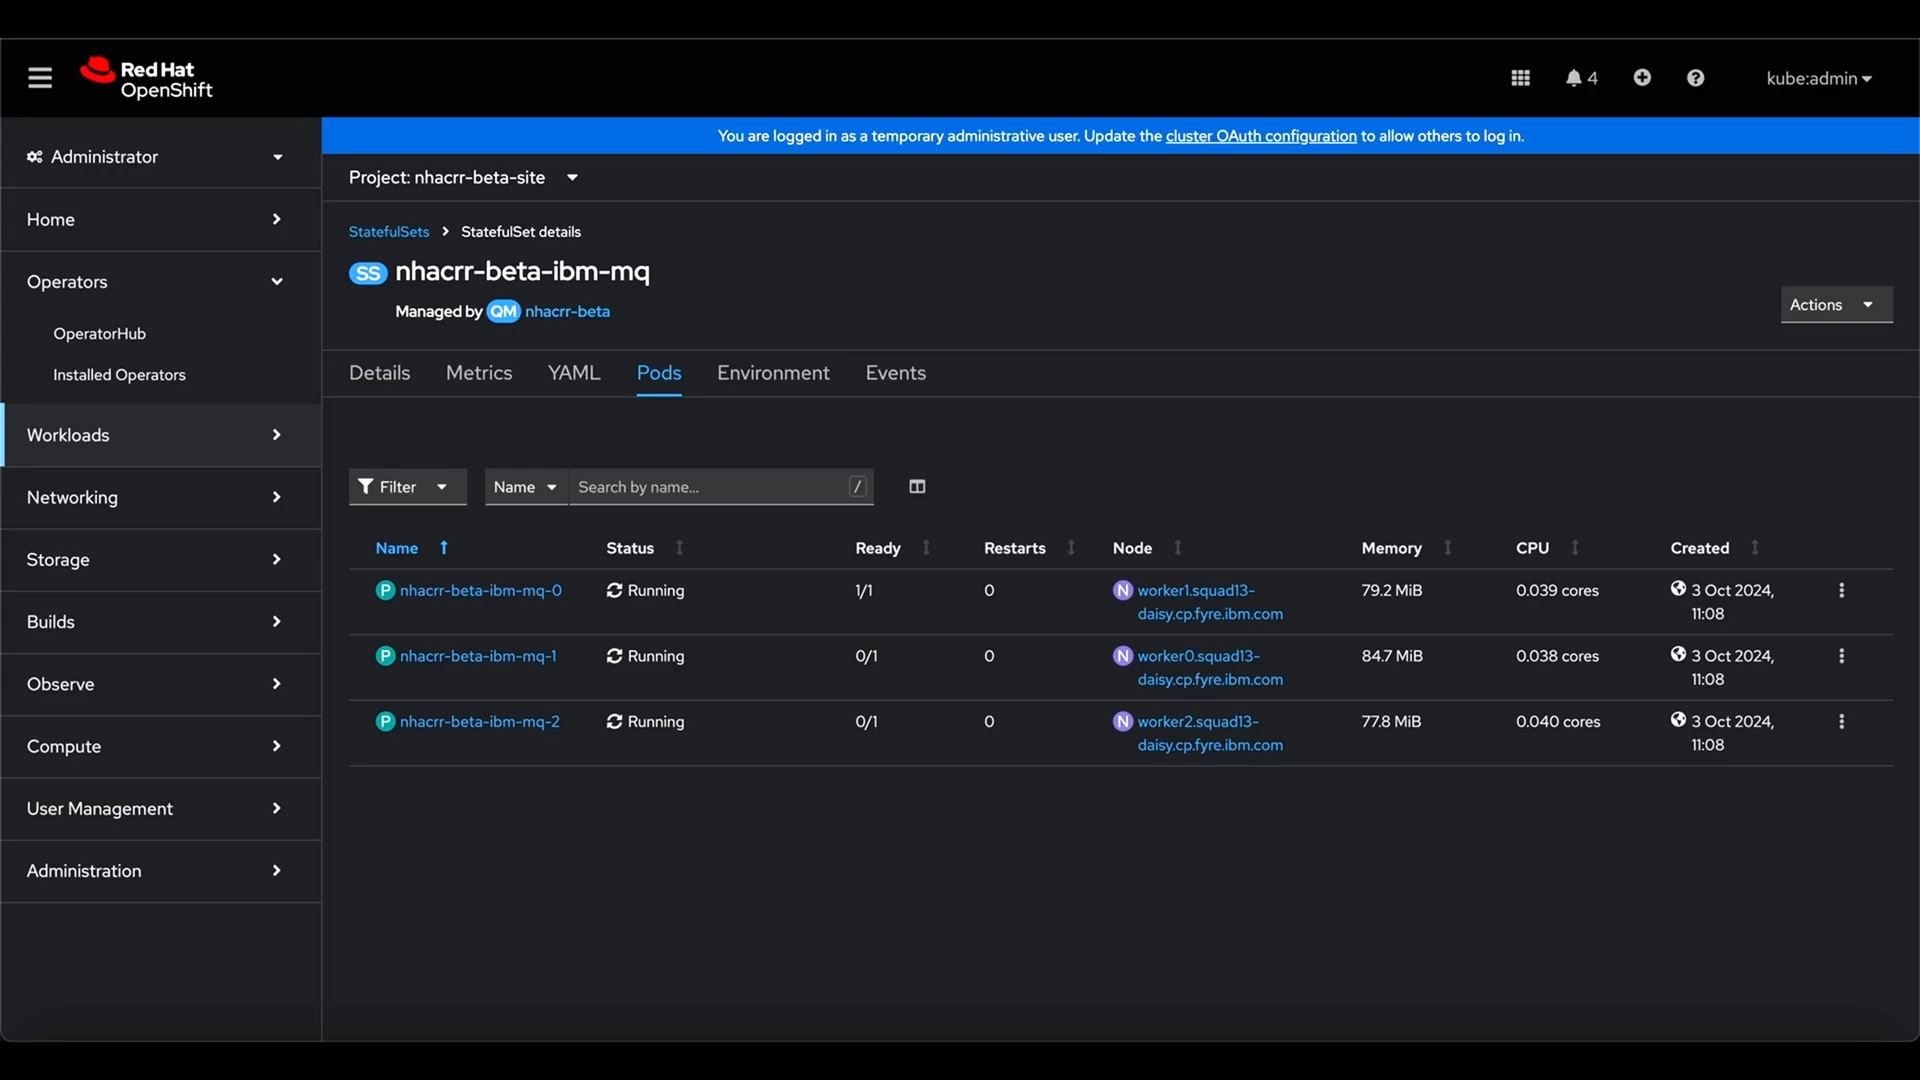 Red Hat
OpenShift
4
kube:admin
Administrator
Home
Operators
OperatorHub
Installed Operators
Workloads
Networking
Storage
Builds
Observe
Compute
User Management
Administration
You are logged in as a temporary administrative user. Update the cluster OAuth configuration to allow others to log in.
Project: nhacrr-beta-site
StatefulSets StatefulSet details
SS nhacrr-beta-ibm-mq
Managed by QM nhacrr-beta
Actions
Details Metrics YAML Pods Environment Events
Filter Name Search by name... /
Name Status Ready Restarts Node Memory CPU Created
P nhacrr-beta-ibm-mq-0 Running 1/1 0 N worker1.squad13- 79.2 MiB 0.039 cores 3 Oct 2024,
daisy.cp.fyre.ibm.com 11:08
P nhacrr-beta-ibm-mq-1 Running 0/1 0 N worker0.squad13- 84.7 MiB 0.038 cores 3 Oct 2024,
daisy.cp.fyre.ibm.com 11:08
P nhacrr-beta-ibm-mq-2 Running 0/1 0 N worker2.squad13- 77.8 MiB 0.040 cores 3 Oct 2024,
daisy.cp.fyre.ibm.com 11:08